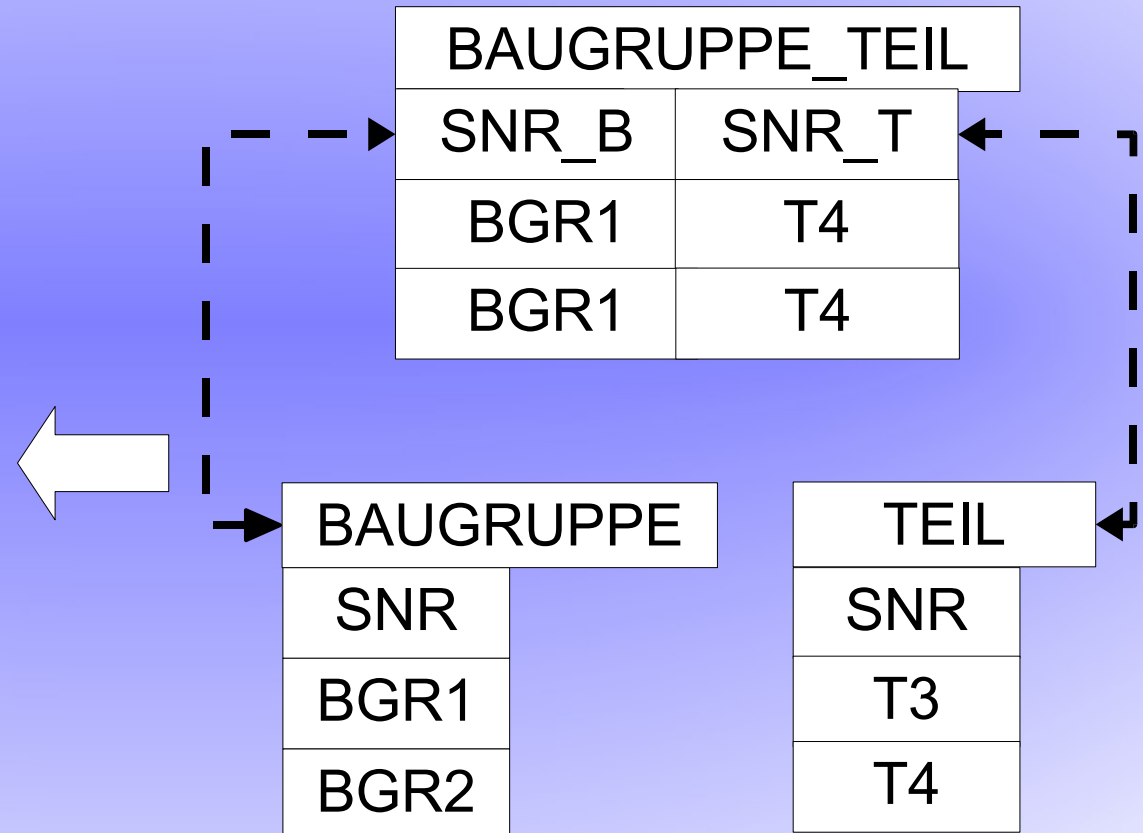 BAUGRUPPE_TEIL
SNR_B SNR_T
BGR1 T4
BGR1 T4
BAUGRUPPE TEIL
SNR SNR
BGR1 T3
BGR2 T4